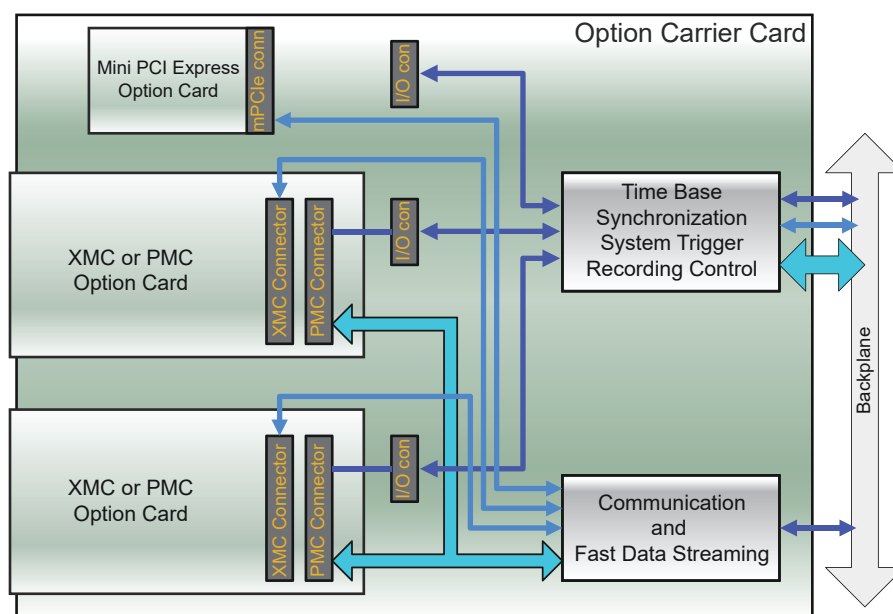 Option Carrier Card
Mini PCI Express
Option Card
mPCIe conn
I/O con
XMC or PMC
Option Card
XMC Connector
PMC Connector
I/O con
Time Base
Synchronization
System Trigger
Recording Control
Backplane
XMC or PMC
Option Card
XMC Connector
PMC Connector
I/O con
Communication
and
Fast Data Streaming